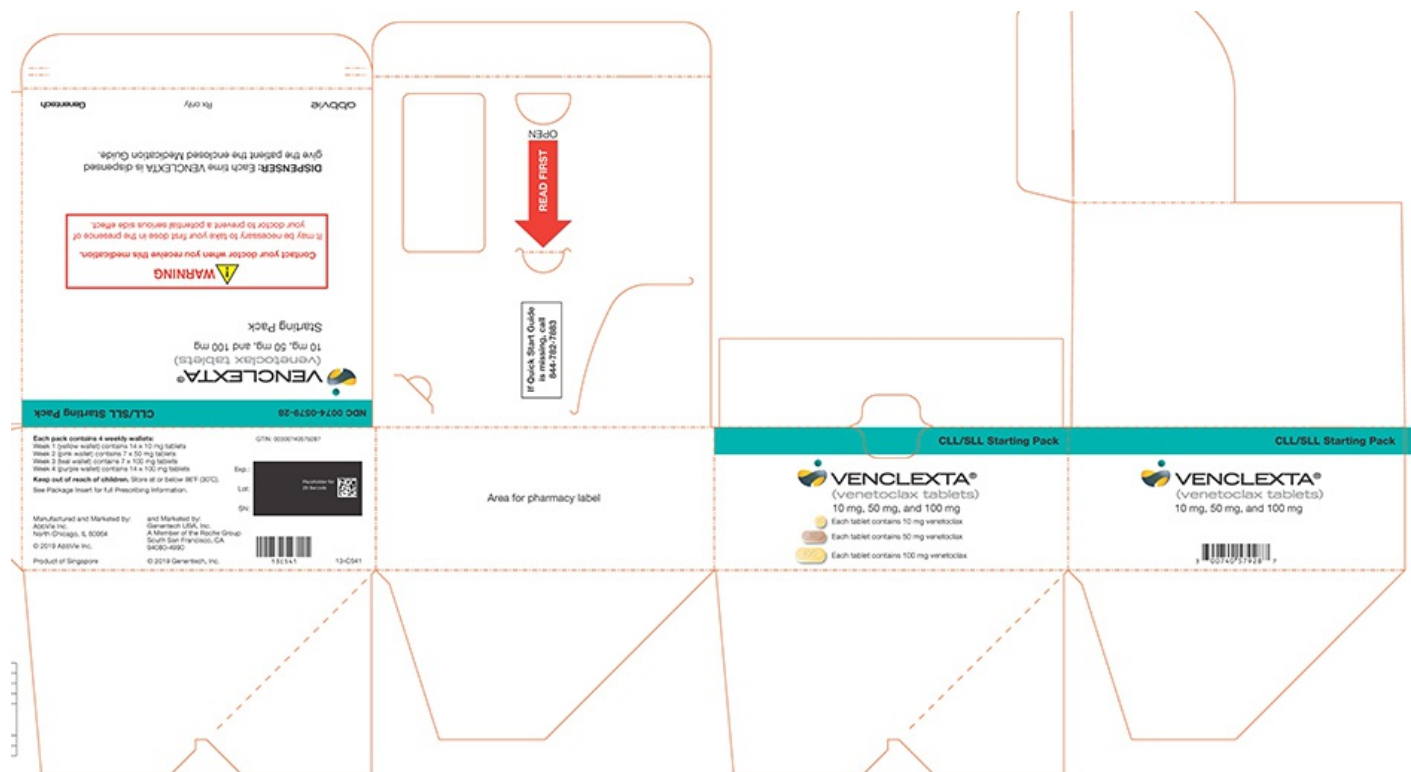 abbvie
Rx only
Genentech
DISPENSER: Each time VENCLEXTA is dispensed
give the patient the enclosed Medication Guide.
WARNING
Contact your doctor when you receive this medication.
It may be necessary to take your first dose in the presence of
your doctor to prevent a potential serious side effect.
VENCLEXTA®
(venetoclax tablets)
10 mg, 50 mg, and 100 mg
Starting Pack
NDC 0074-0579-28
CLL/SLL Starting Pack
Each pack contains 4 weekly wallets:
Week 1 (yellow wallet) contains 14 x 10 mg tablets
Week 2 (pink wallet) contains 7 x 50 mg tablets
Week 3 (teal wallet) contains 7 x 100 mg tablets
Week 4 (purple wallet) contains 14 x 100 mg tablets
Keep out of reach of children. Store at or below 86°F (30°C).
See Package Insert for full Prescribing Information.
Manufactured and Marketed by:
AbbVie Inc.
North Chicago, IL 60064
© 2019 AbbVie Inc.
Product of Singapore
and Marketed by:
Genentech USA, Inc.
A Member of the Roche Group
South San Francisco, CA
94080-4990
© 2019 Genentech, Inc.
GTIN: 00300740579287
Exp.:
Lot:
SN:
Placeholder for
2D Barcode
13C541
13-C541
OPEN
READ FIRST
If Quick Start Guide
is missing, call
844-782-7883
Area for pharmacy label
CLL/SLL Starting Pack
VENCLEXTA®
(venetoclax tablets)
10 mg, 50 mg, and 100 mg
Each tablet contains 10 mg venetoclax
Each tablet contains 50 mg venetoclax
Each tablet contains 100 mg venetoclax
CLL/SLL Starting Pack
VENCLEXTA®
(venetoclax tablets)
10 mg, 50 mg, and 100 mg
3 00740 57928 7